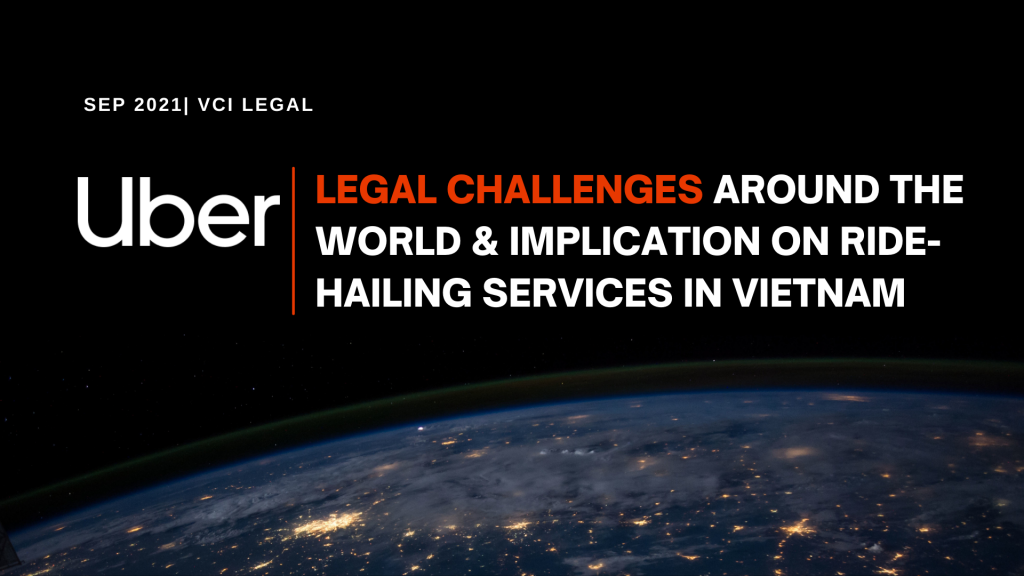 SEP 2021| VCI LEGAL
Uber
LEGAL CHALLENGES AROUND THE
WORLD & IMPLICATION ON RIDE-
HAILING SERVICES IN VIETNAM